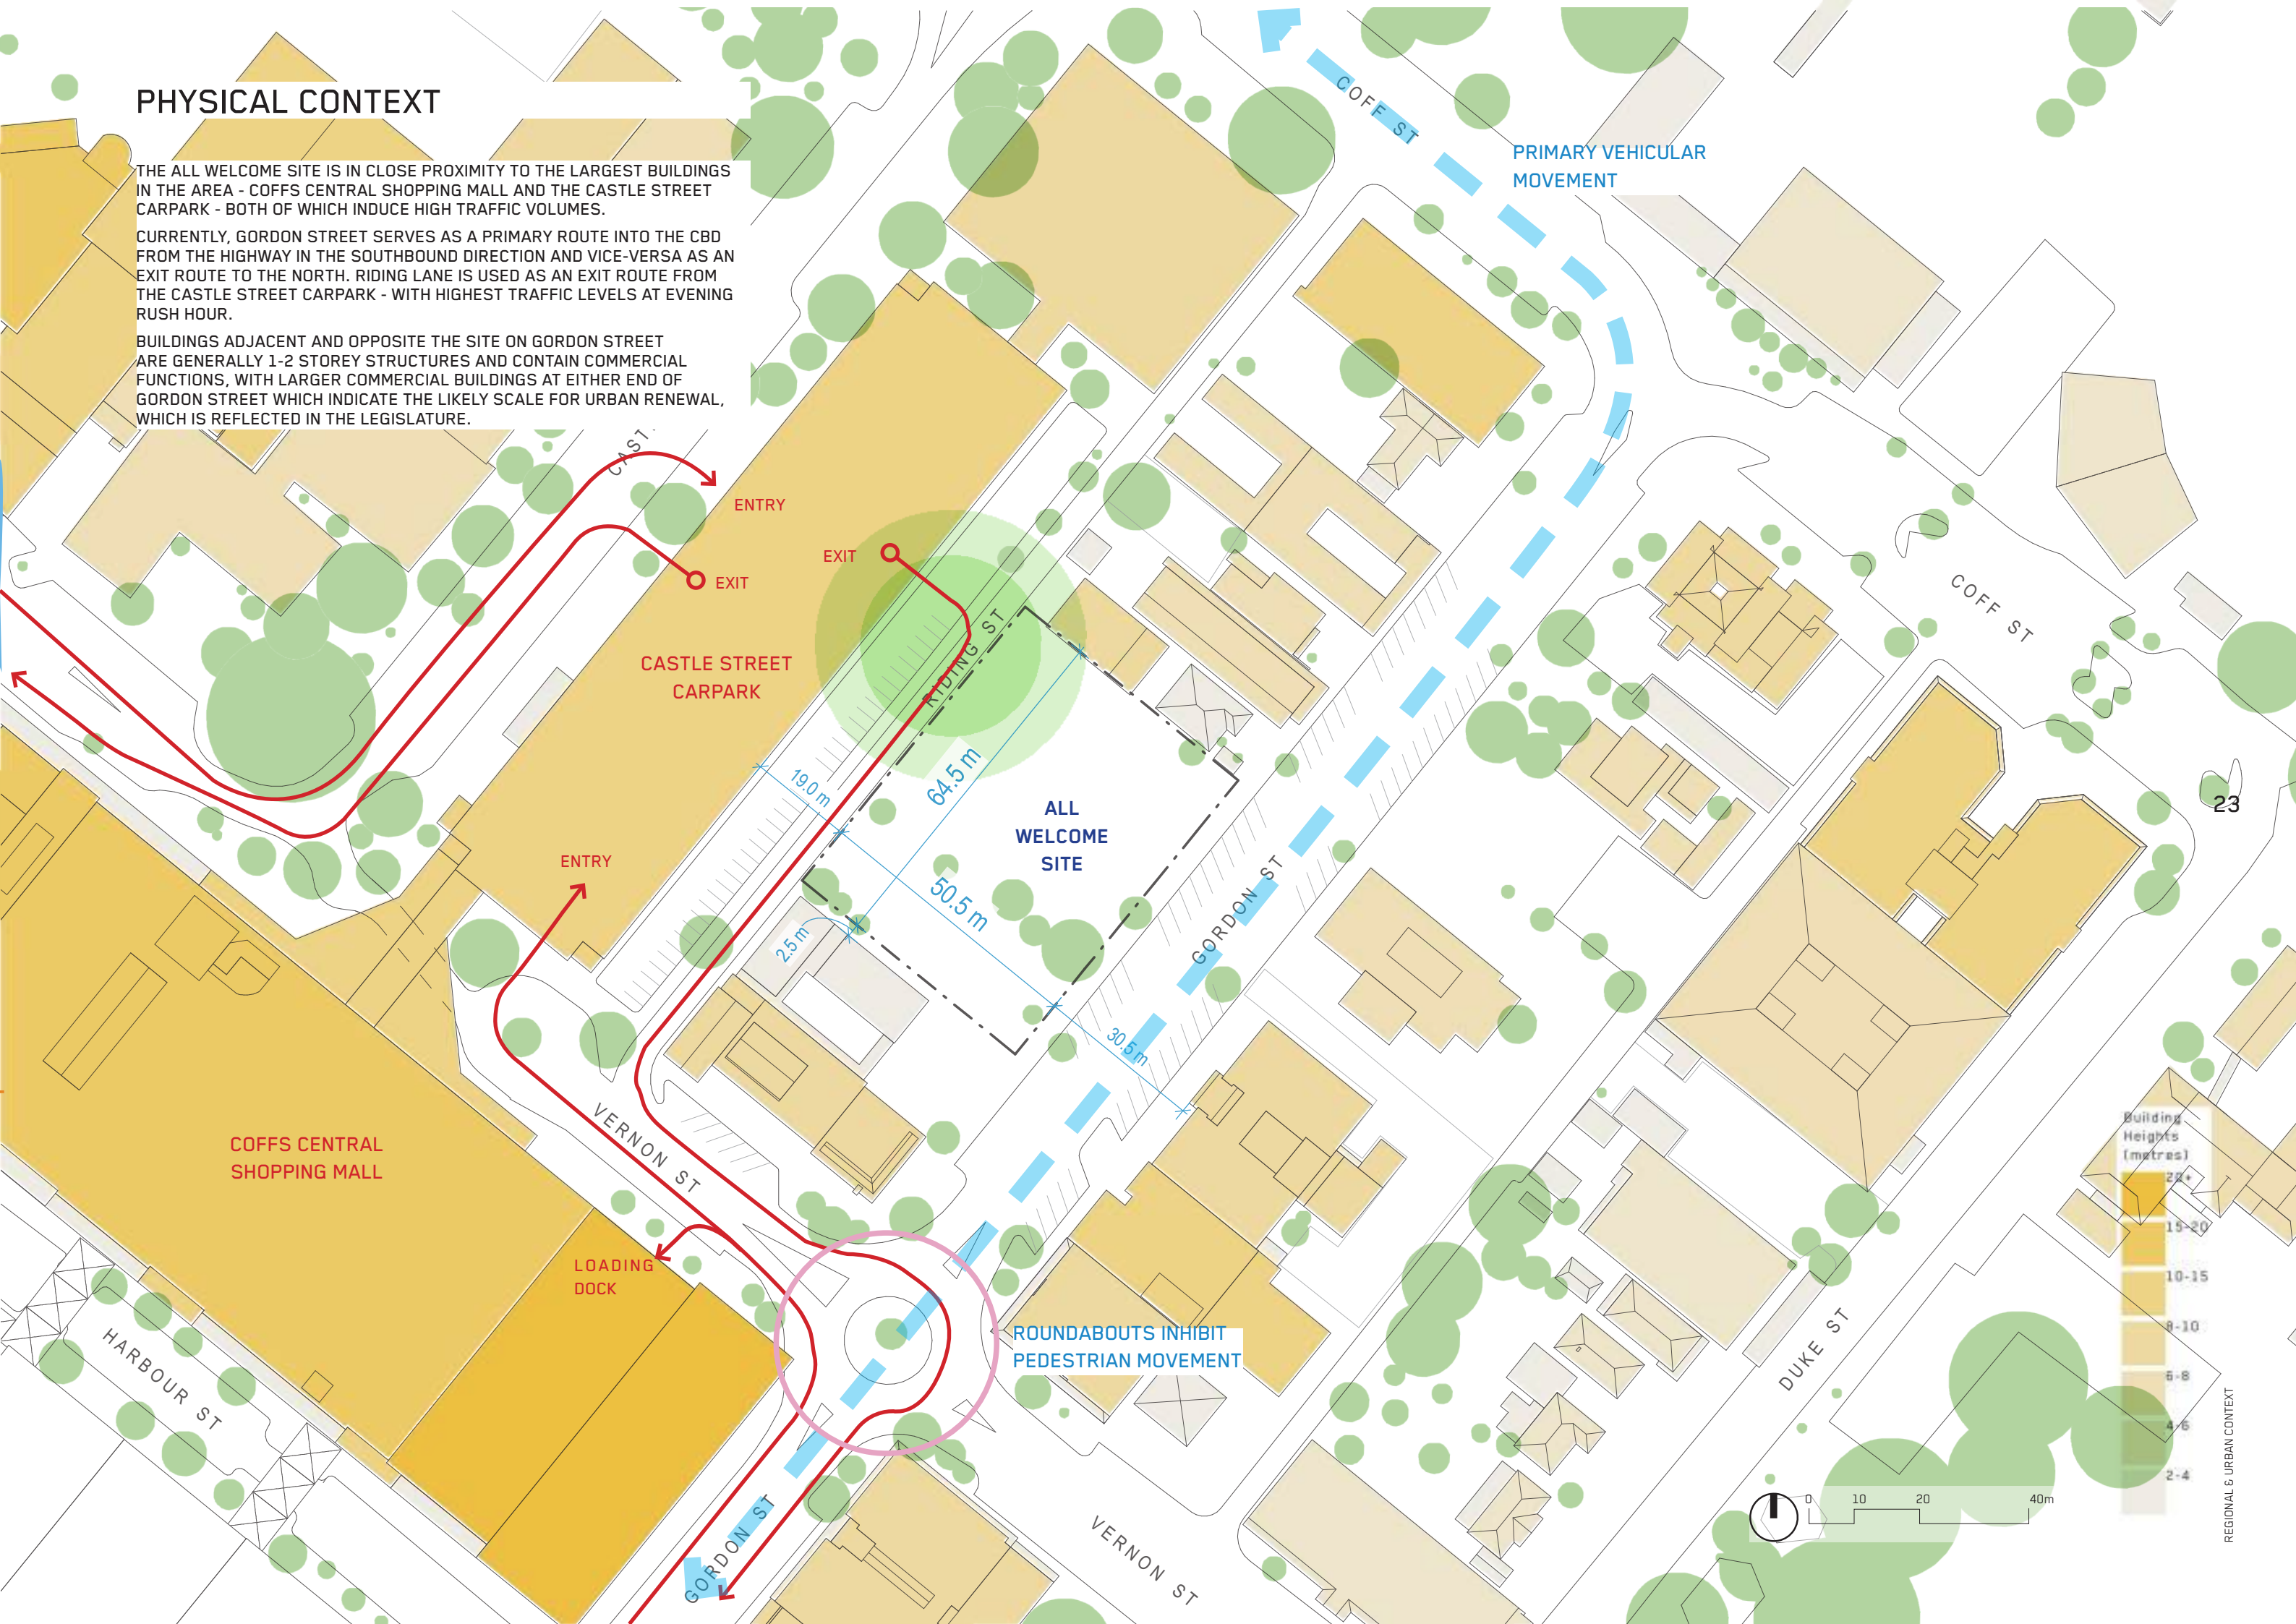 PHYSICAL CONTEXT
THE ALL WELCOME SITE IS IN CLOSE PROXIMITY TO THE LARGEST BUILDINGS
IN THE AREA - COFFS CENTRAL SHOPPING MALL AND THE CASTLE STREET
CARPARK - BOTH OF WHICH INDUCE HIGH TRAFFIC VOLUMES.
CURRENTLY, GORDON STREET SERVES AS A PRIMARY ROUTE INTO THE CBD
FROM THE HIGHWAY IN THE SOUTHBOUND DIRECTION AND VICE-VERSA AS AN
EXIT ROUTE TO THE NORTH. RIDING LANE IS USED AS AN EXIT ROUTE FROM
THE CASTLE STREET CARPARK - WITH HIGHEST TRAFFIC LEVELS AT EVENING
RUSH HOUR.
BUILDINGS ADJACENT AND OPPOSITE THE SITE ON GORDON STREET
ARE GENERALLY 1-2 STOREY STRUCTURES AND CONTAIN COMMERCIAL
FUNCTIONS, WITH LARGER COMMERCIAL BUILDINGS AT EITHER END OF
GORDON STREET WHICH INDICATE THE LIKELY SCALE FOR URBAN RENEWAL,
WHICH IS REFLECTED IN THE LEGISLATURE.
COFF ST
PRIMARY VEHICULAR
MOVEMENT
CAST
ENTRY
EXIT
EXIT
CASTLE STREET
CARPARK
RIDING ST
COFF ST
19.0 m
64.5 m
ALL
WELCOME
SITE
23
ENTRY
50.5 m
2.5 m
GORDON ST
30.5 m
VERNON ST
COFFS CENTRAL
SHOPPING MALL
LOADING
DOCK
HARBOUR ST
ROUNDABOUTS INHIBIT
PEDESTRIAN MOVEMENT
DUKE ST
GORDON ST
VERNON ST
Building
Heights
(metres)
20+
15-20
10-15
8-10
6-8
4-6
2-4
0 10 20 40m
REGIONAL & URBAN CONTEXT